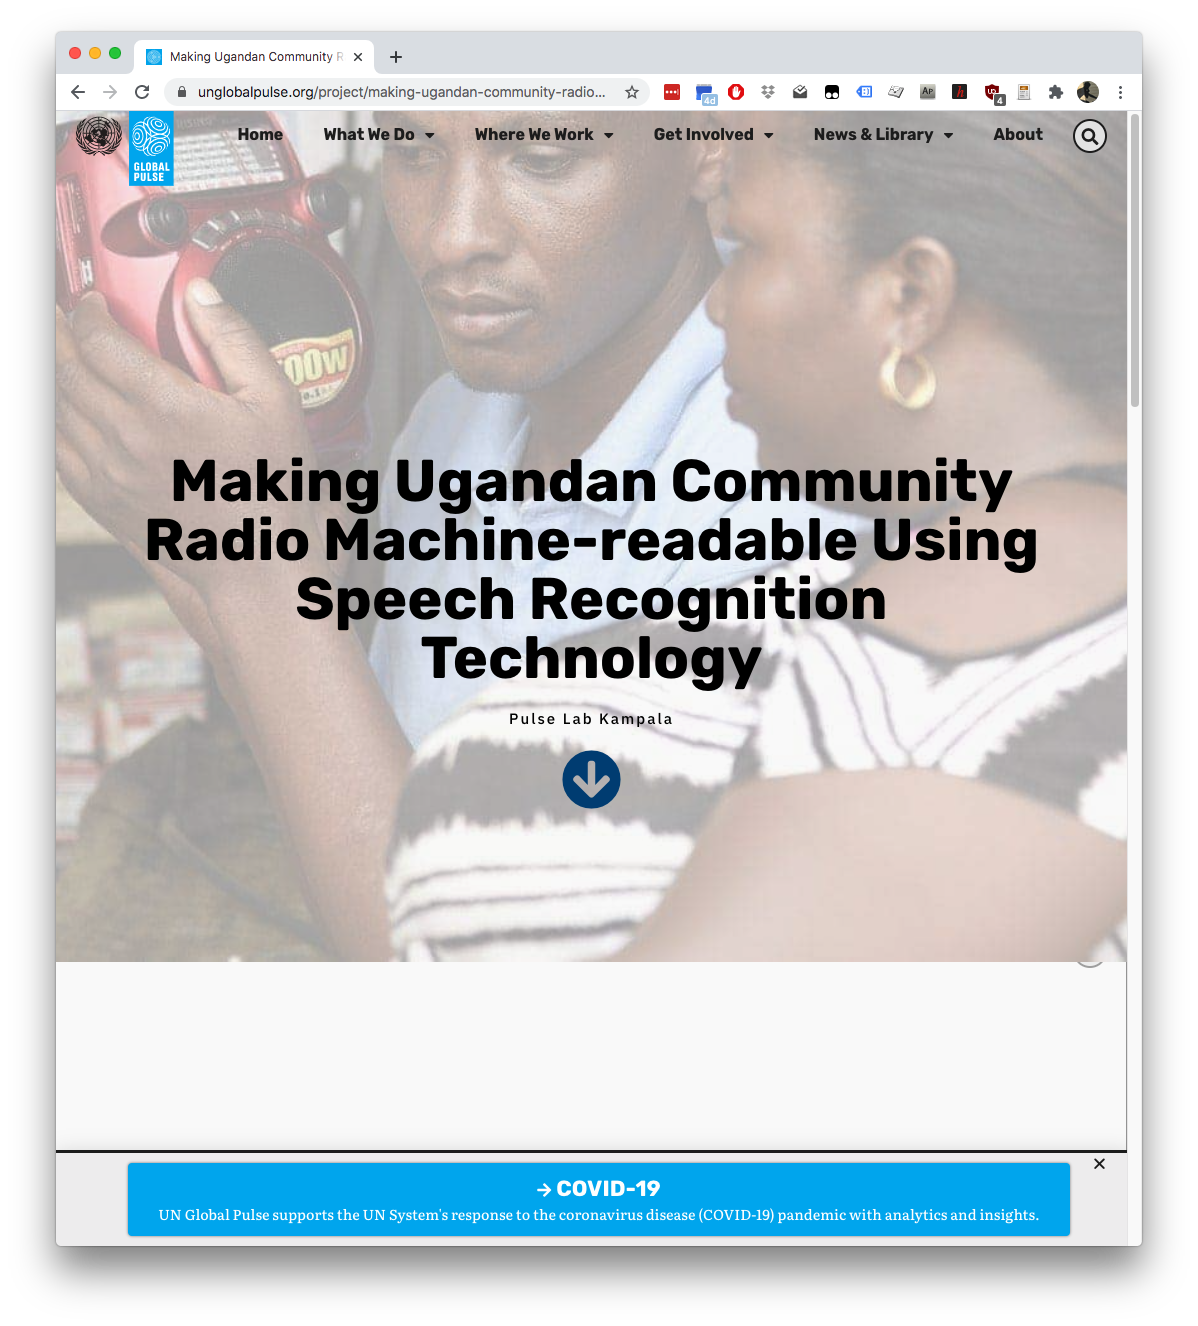 Making Ugandan Community R
unglobalpulse.org/project/making-ugandan-community-radio...
4d
4
GLOBAL
PULSE
Home What We Do Where We Work Get Involved News & Library About
00w
Making Ugandan Community
Radio Machine-readable Using
Speech Recognition
Technology
Pulse Lab Kampala
→ COVID-19
UN Global Pulse supports the UN System's response to the coronavirus disease (COVID-19) pandemic with analytics and insights.